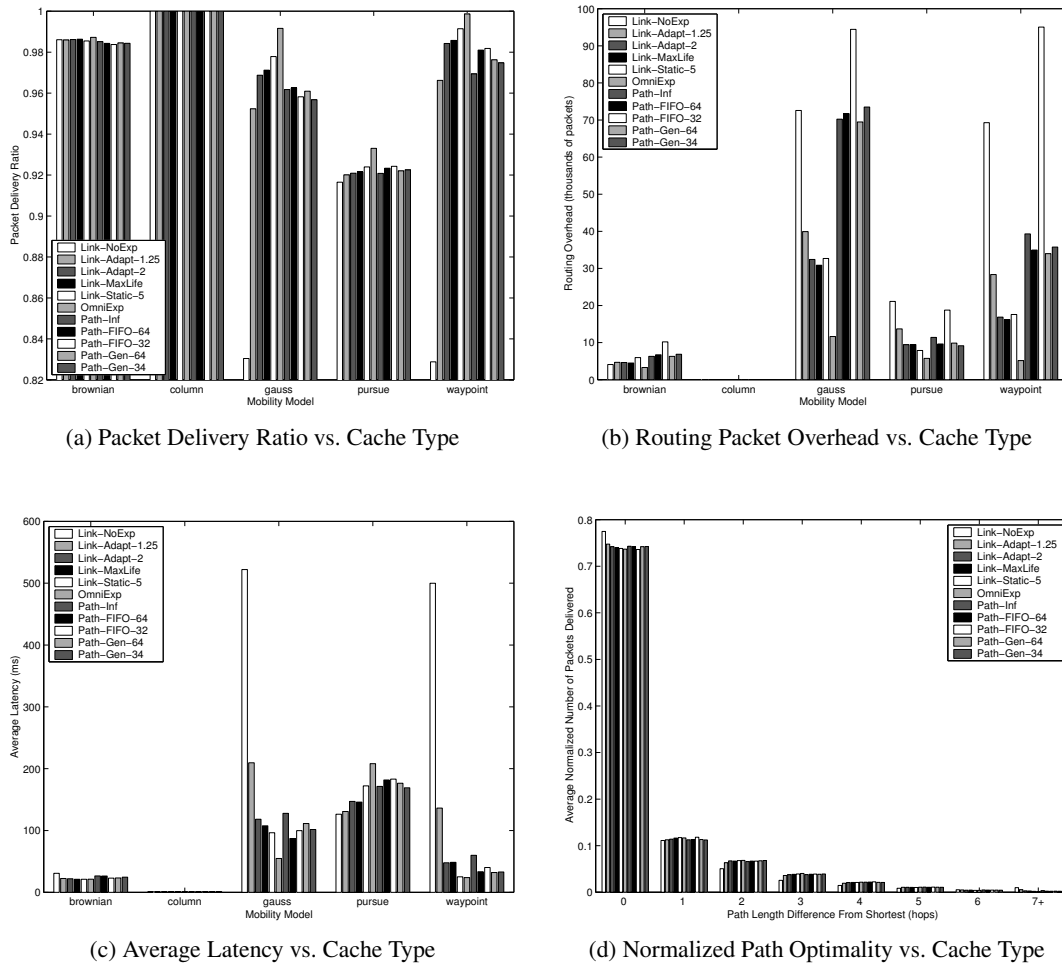 1
0.98
0.96
0.94
0.92
0.9
0.88
0.86
0.84
0.82
Packet Delivery Ratio
Link−NoExp
Link−Adapt−1.25
Link−Adapt−2
Link−MaxLife
Link−Static−5
OmniExp
Path−Inf
Path−FIFO−64
Path−FIFO−32
Path−Gen−64
Path−Gen−34
brownian column gauss pursue waypoint
Mobility Model
(a) Packet Delivery Ratio vs. Cache Type
100
90
80
70
60
50
40
30
20
10
0
Routing Overhead (thousands of packets)
Link−NoExp
Link−Adapt−1.25
Link−Adapt−2
Link−MaxLife
Link−Static−5
OmniExp
Path−Inf
Path−FIFO−64
Path−FIFO−32
Path−Gen−64
Path−Gen−34
brownian column gauss pursue waypoint
Mobility Model
(b) Routing Packet Overhead vs. Cache Type
600
500
400
300
200
100
0
Average Latency (ms)
Link−NoExp
Link−Adapt−1.25
Link−Adapt−2
Link−MaxLife
Link−Static−5
OmniExp
Path−Inf
Path−FIFO−64
Path−FIFO−32
Path−Gen−64
Path−Gen−34
brownian column gauss pursue waypoint
Mobility Model
(c) Average Latency vs. Cache Type
0.8
0.7
0.6
0.5
0.4
0.3
0.2
0.1
0
Average Normalized Number of Packets Delivered
Link−NoExp
Link−Adapt−1.25
Link−Adapt−2
Link−MaxLife
Link−Static−5
OmniExp
Path−Inf
Path−FIFO−64
Path−FIFO−32
Path−Gen−64
Path−Gen−34
0 1 2 3 4 5 6 7+
Path Length Difference From Shortest (hops)
(d) Normalized Path Optimality vs. Cache Type